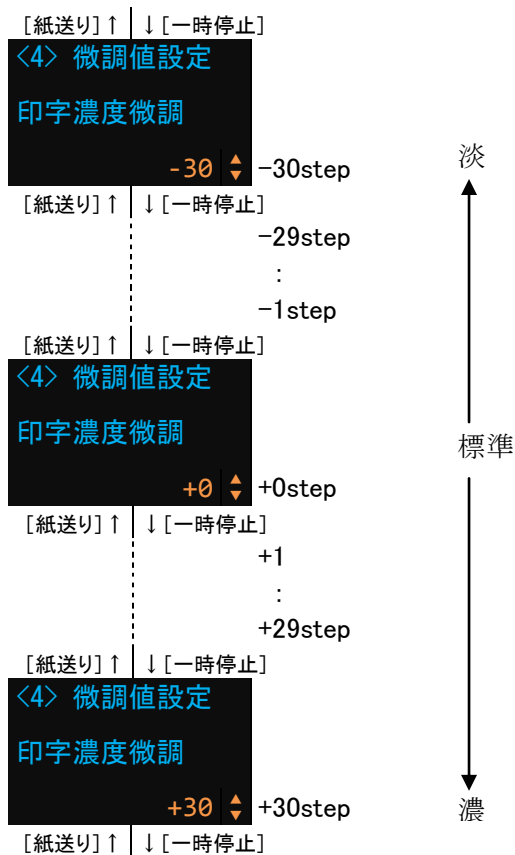 [紙送り]↑ ↓[一時停止]
<4> 微調値設定
印字濃度微調
-30 -30step
淡
[紙送り]↑ ↓[一時停止]
-29step
:
-1step
[紙送り]↑ ↓[一時停止]
<4> 微調値設定
印字濃度微調
標準
+0 +0step
[紙送り]↑ ↓[一時停止]
+1
:
+29step
[紙送り]↑ ↓[一時停止]
<4> 微調値設定
印字濃度微調
+30 +30step
濃
[紙送り]↑ ↓[一時停止]